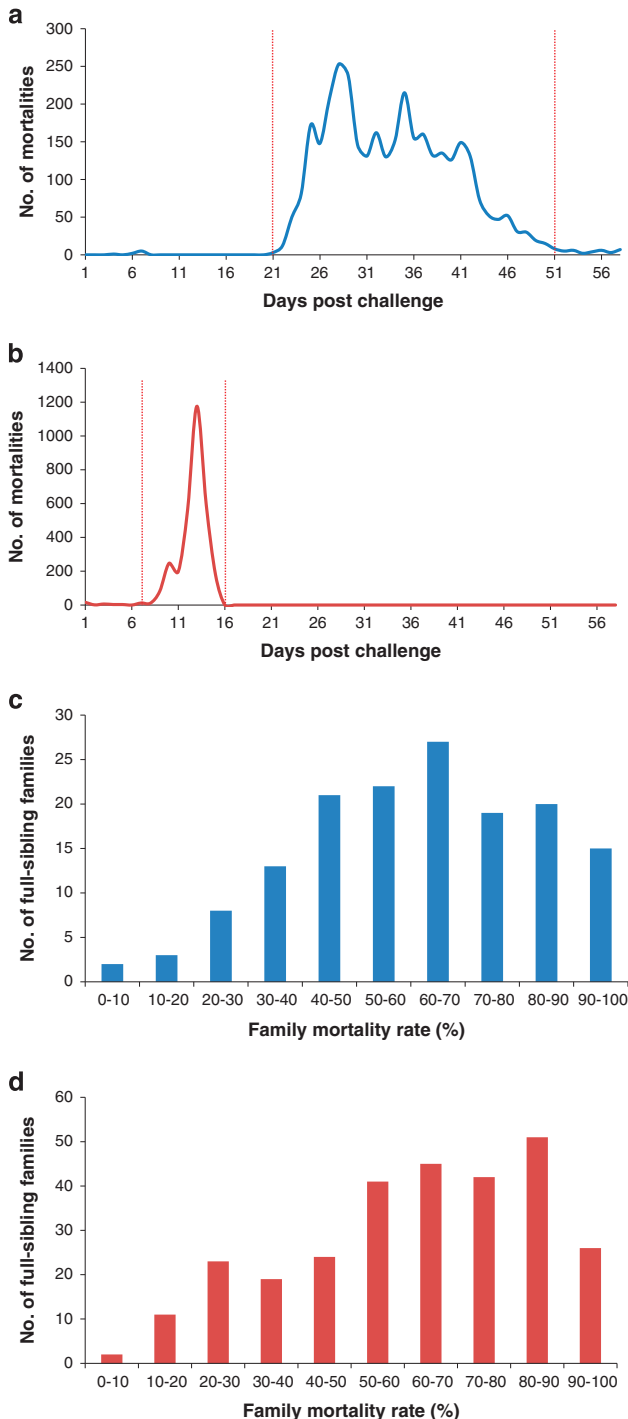 a
300
250
200
150
100
50
0
No. of mortalities
1 6 11 16 21 26 31 36 41 46 51 56
Days post challenge
b
1400
1200
1000
800
600
400
200
0
No. of mortalities
1 6 11 16 21 26 31 36 41 46 51 56
Days post challenge
c
30
25
20
15
10
5
0
No. of full-sibling families
0-10 10-20 20-30 30-40 40-50 50-60 60-70 70-80 80-90 90-100
Family mortality rate (%)
d
60
50
40
30
20
10
0
No. of full-sibling families
0-10 10-20 20-30 30-40 40-50 50-60 60-70 70-80 80-90 90-100
Family mortality rate (%)